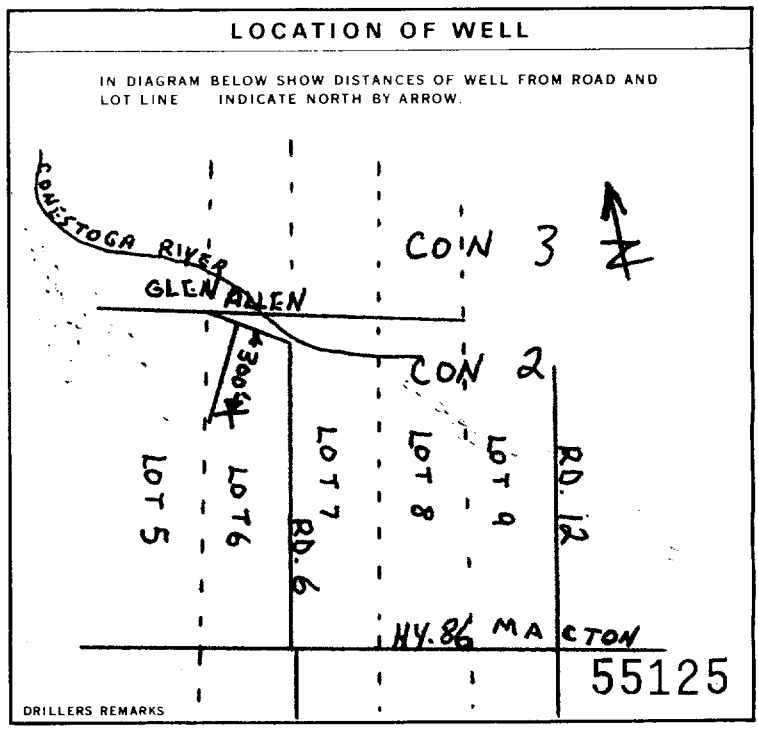 LOCATION OF WELL
IN DIAGRAM BELOW SHOW DISTANCES OF WELL FROM ROAD AND
LOT LINE INDICATE NORTH BY ARROW.
CONESTOGA RIVER
CON 3
N
GLEN ALLEN
300'
CON 2
LOT 5
LOT 6
RD. 6
LOT 7
LOT 8
LOT 9
RD. 12
HY. 86 MACTON
55125
DRILLERS REMARKS